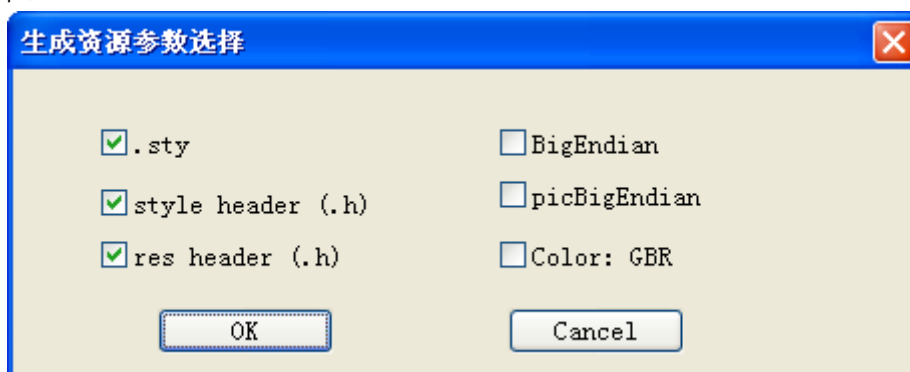 生成资源参数选择
.sty
BigEndian
style header (.h)
picBigEndian
res header (.h)
Color: GBR
OK
Cancel